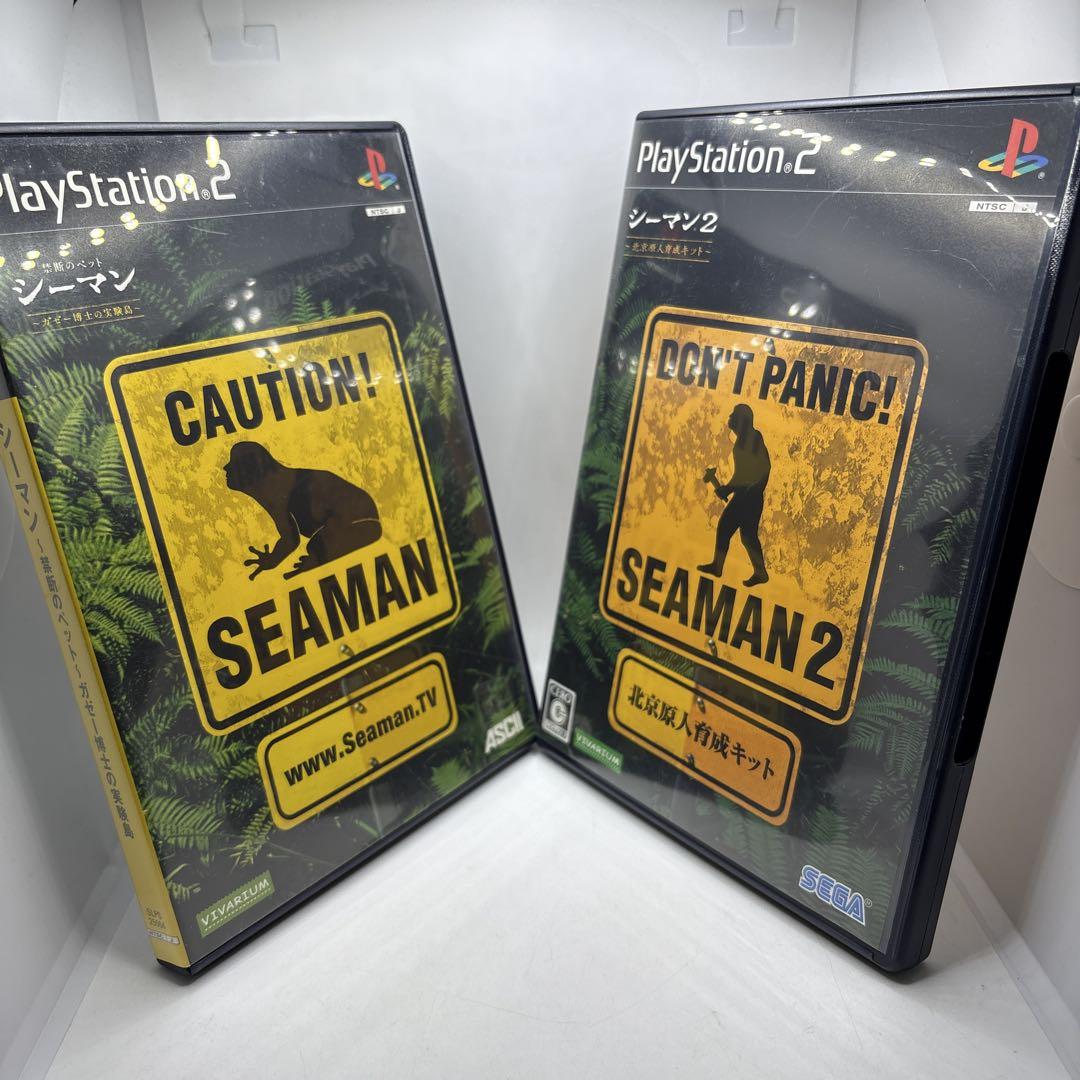 PlayStation®2
NTSC J
禁断のペット
シーマン
~ガゼー博士の実験島~
CAUTION!
SEAMAN
www.Seaman.TV
ASCII
VIVARIUM
シーマン~禁断のペット~ガゼー博士の実験島
SLPS
25064
NTSC J
PlayStation®2
NTSC J
シーマン2
~北京原人育成キット~
DON'T PANIC!
SEAMAN 2
北京原人育成キット
CERO
VIVARIUM
SEGA®